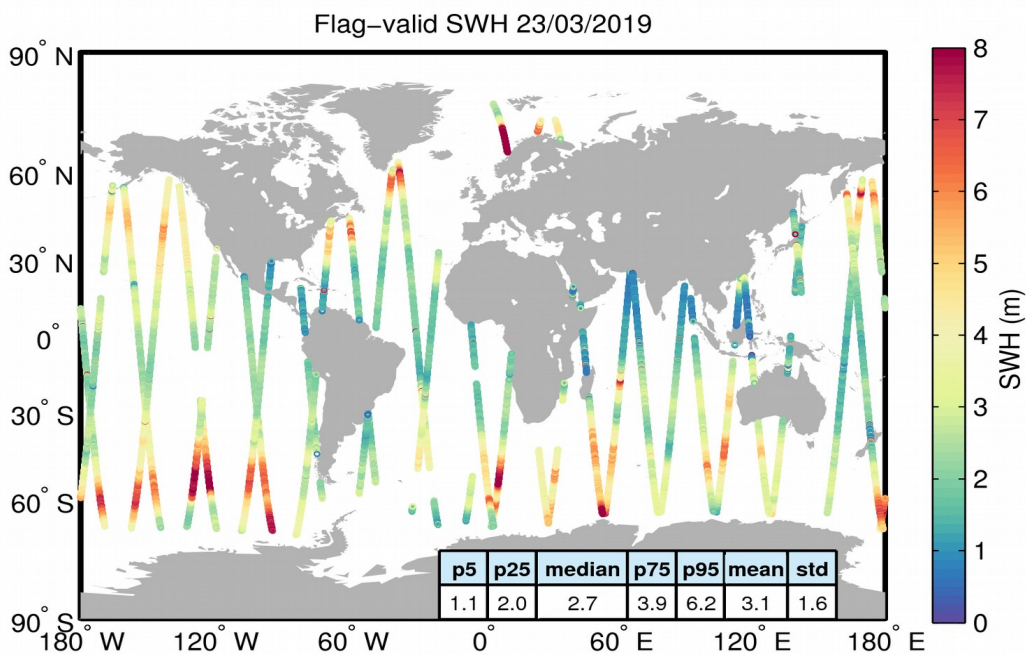 Flag−valid SWH 23/03/2019
90° N
60° N
30° N
0°
30° S
60° S
90° S
180° W
120° W
60° W
0°
60° E
120° E
180° E
p5 p25 median p75 p95 mean std
1.1 2.0 2.7 3.9 6.2 3.1 1.6
8
7
6
5
4
3
2
1
0
SWH (m)